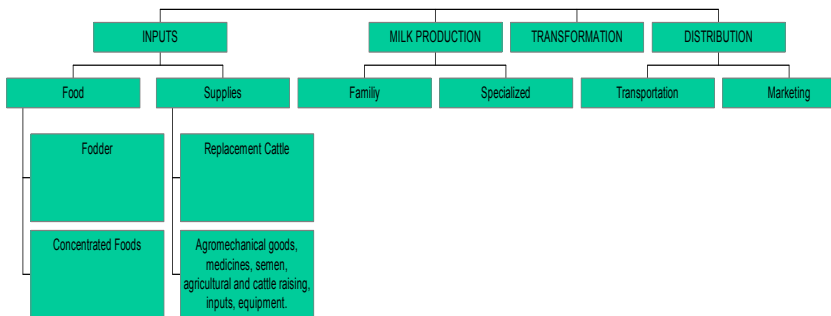 INPUTS
MILK PRODUCTION
TRANSFORMATION
DISTRIBUTION
Food
Supplies
Familiy
Specialized
Transportation
Marketing
Fodder
Replacement Cattle
Concentrated Foods
Agromechanical goods,
medicines, semen,
agricultural and cattle raising,
inputs, equipment.